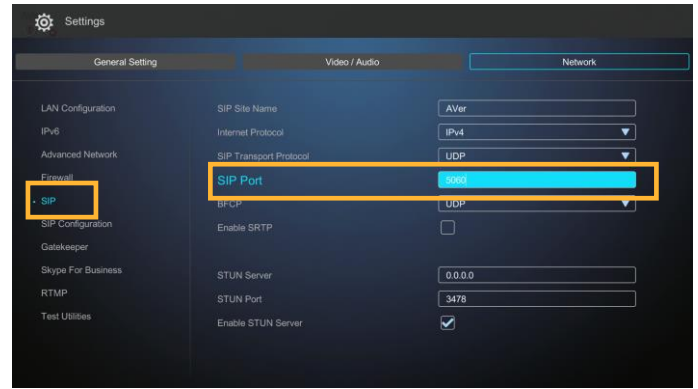 Settings
General Setting Video / Audio Network
LAN Configuration
IPv6
Advanced Network
Firewall
SIP
SIP Configuration
Gatekeeper
Skype For Business
RTMP
Test Utilities
SIP Site Name AVer
Internet Protocol IPv4
SIP Transport Protocol UDP
SIP Port 5060
BFCP UDP
Enable SRTP
STUN Server 0.0.0.0
STUN Port 3478
Enable STUN Server